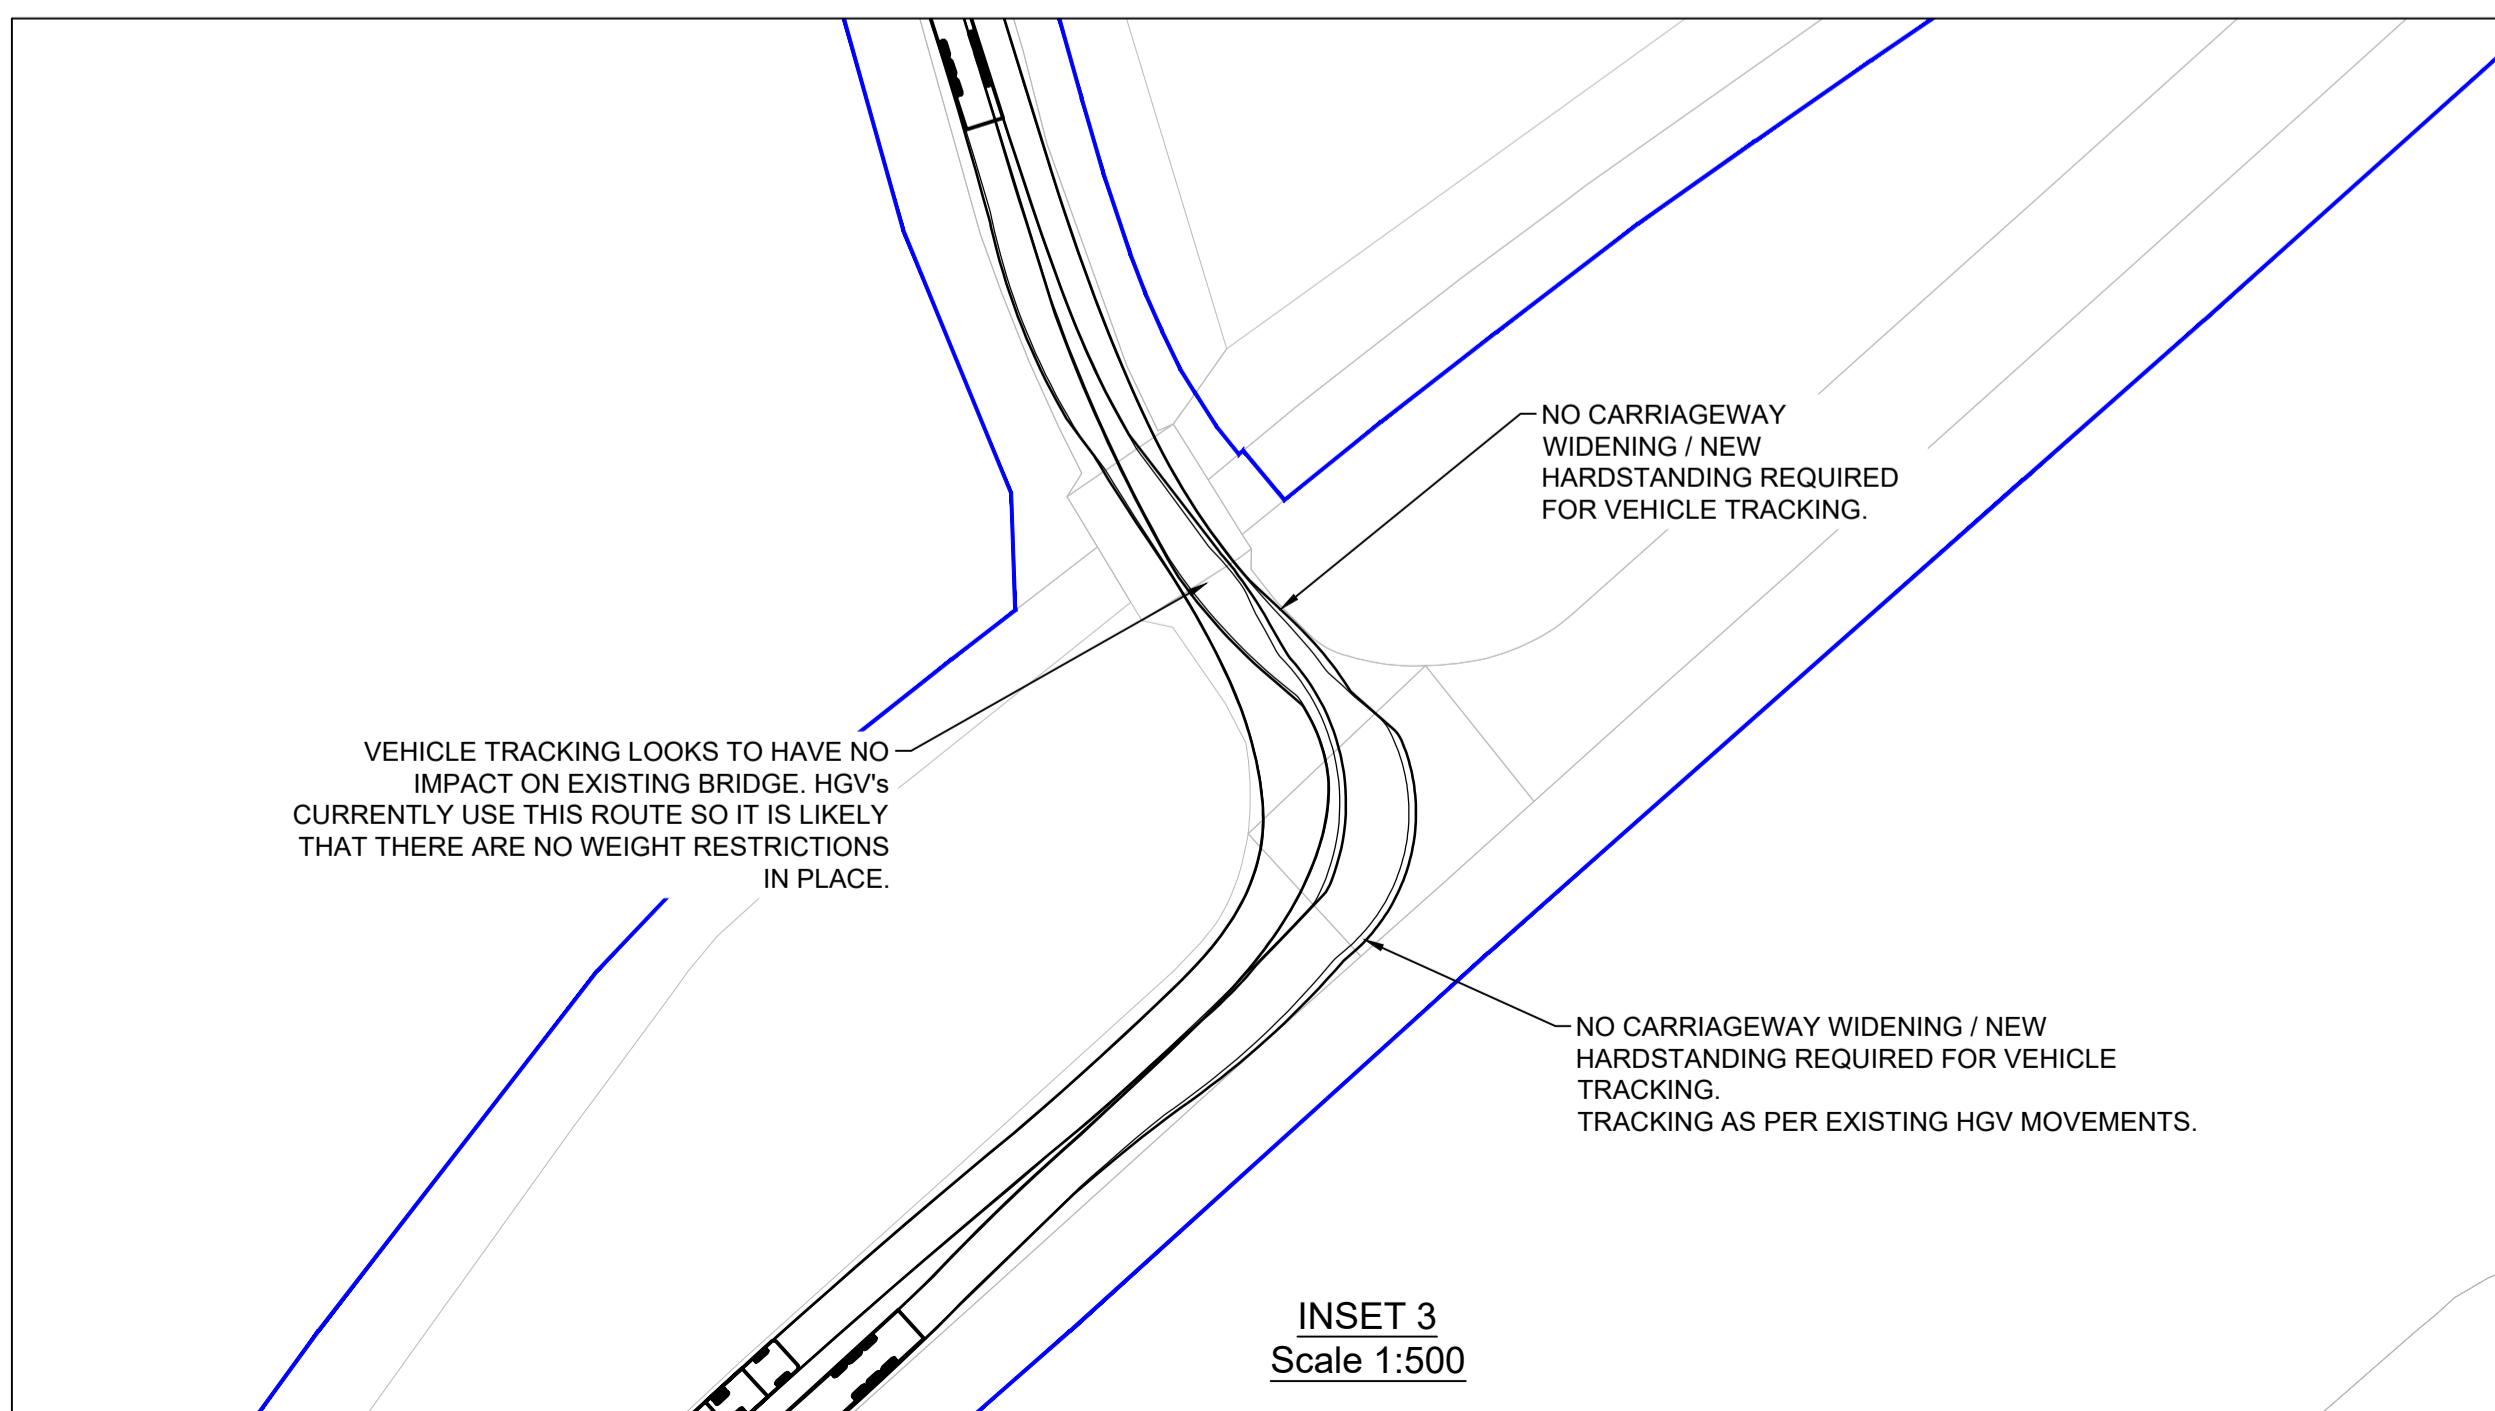 NO CARRIAGEWAY
WIDENING / NEW
HARDSTANDING REQUIRED
FOR VEHICLE TRACKING.
VEHICLE TRACKING LOOKS TO HAVE NO
IMPACT ON EXISTING BRIDGE. HGV's
CURRENTLY USE THIS ROUTE SO IT IS LIKELY
THAT THERE ARE NO WEIGHT RESTRICTIONS
IN PLACE.
NO CARRIAGEWAY WIDENING / NEW
HARDSTANDING REQUIRED FOR VEHICLE
TRACKING.
TRACKING AS PER EXISTING HGV MOVEMENTS.
INSET 3
Scale 1:500